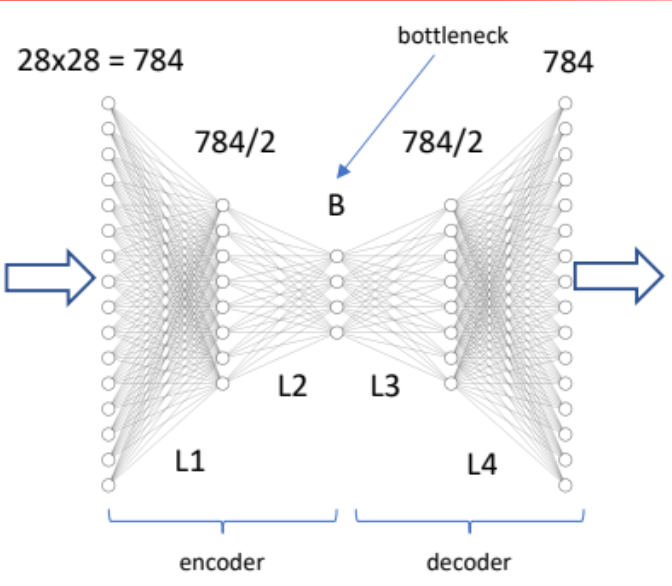 bottleneck
28x28 = 784
784
784/2
784/2
B
L2
L3
L1
L4
encoder
decoder